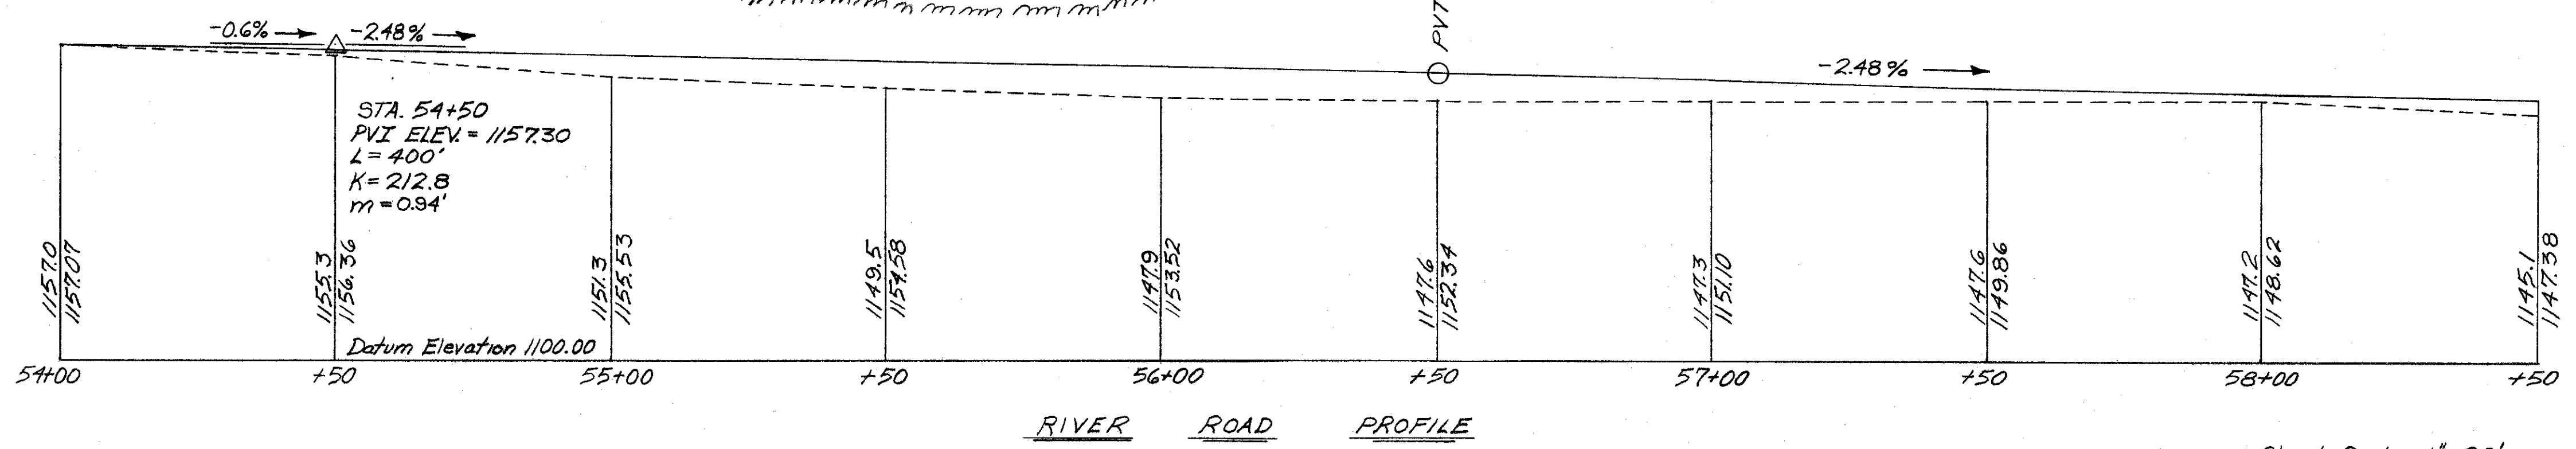 PVT
-0.6%
-2.48%
-2.48%
STA. 54+50
PVI ELEV. = 1157.30
L = 400'
K = 212.8
m = 0.94'
1157.0
1157.07
1155.3
1156.36
1151.3
1155.53
1149.5
1154.58
1147.9
1153.52
1147.6
1152.34
1147.3
1151.10
1147.6
1149.86
1147.2
1148.62
1145.1
1147.38
Datum Elevation 1100.00
54+00 +50 55+00 +50 56+00 +50 57+00 +50 58+00 +50
RIVER ROAD PROFILE